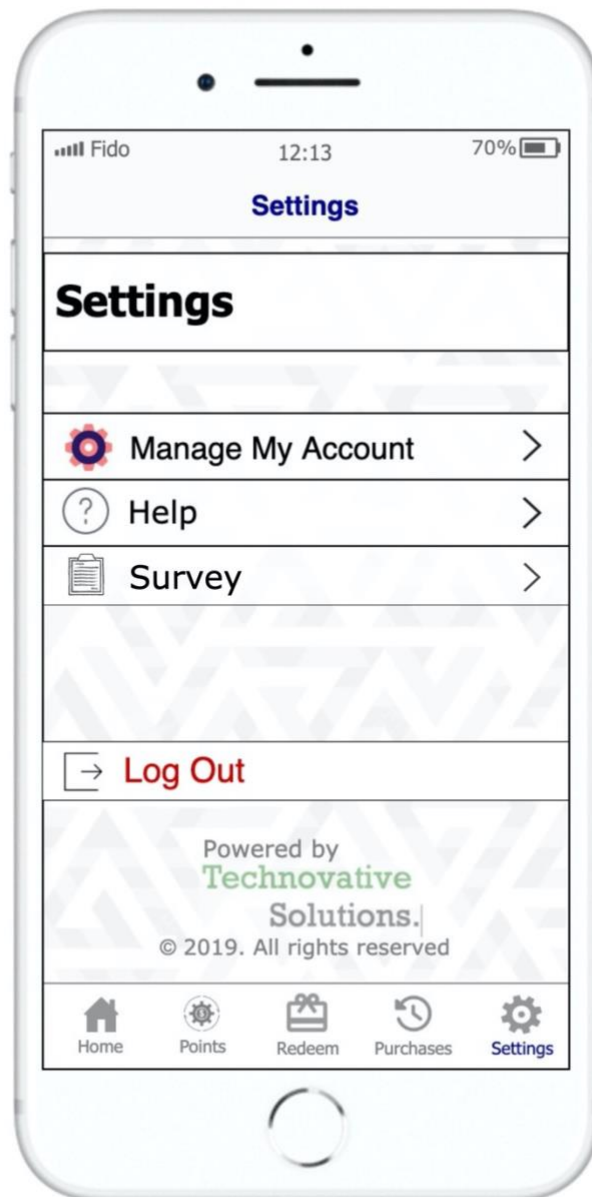 Fido 12:13 70%
Settings
Settings
Manage My Account
Help
Survey
Log Out
Powered by
Technovative
Solutions.
© 2019. All rights reserved
Home Points Redeem Purchases Settings